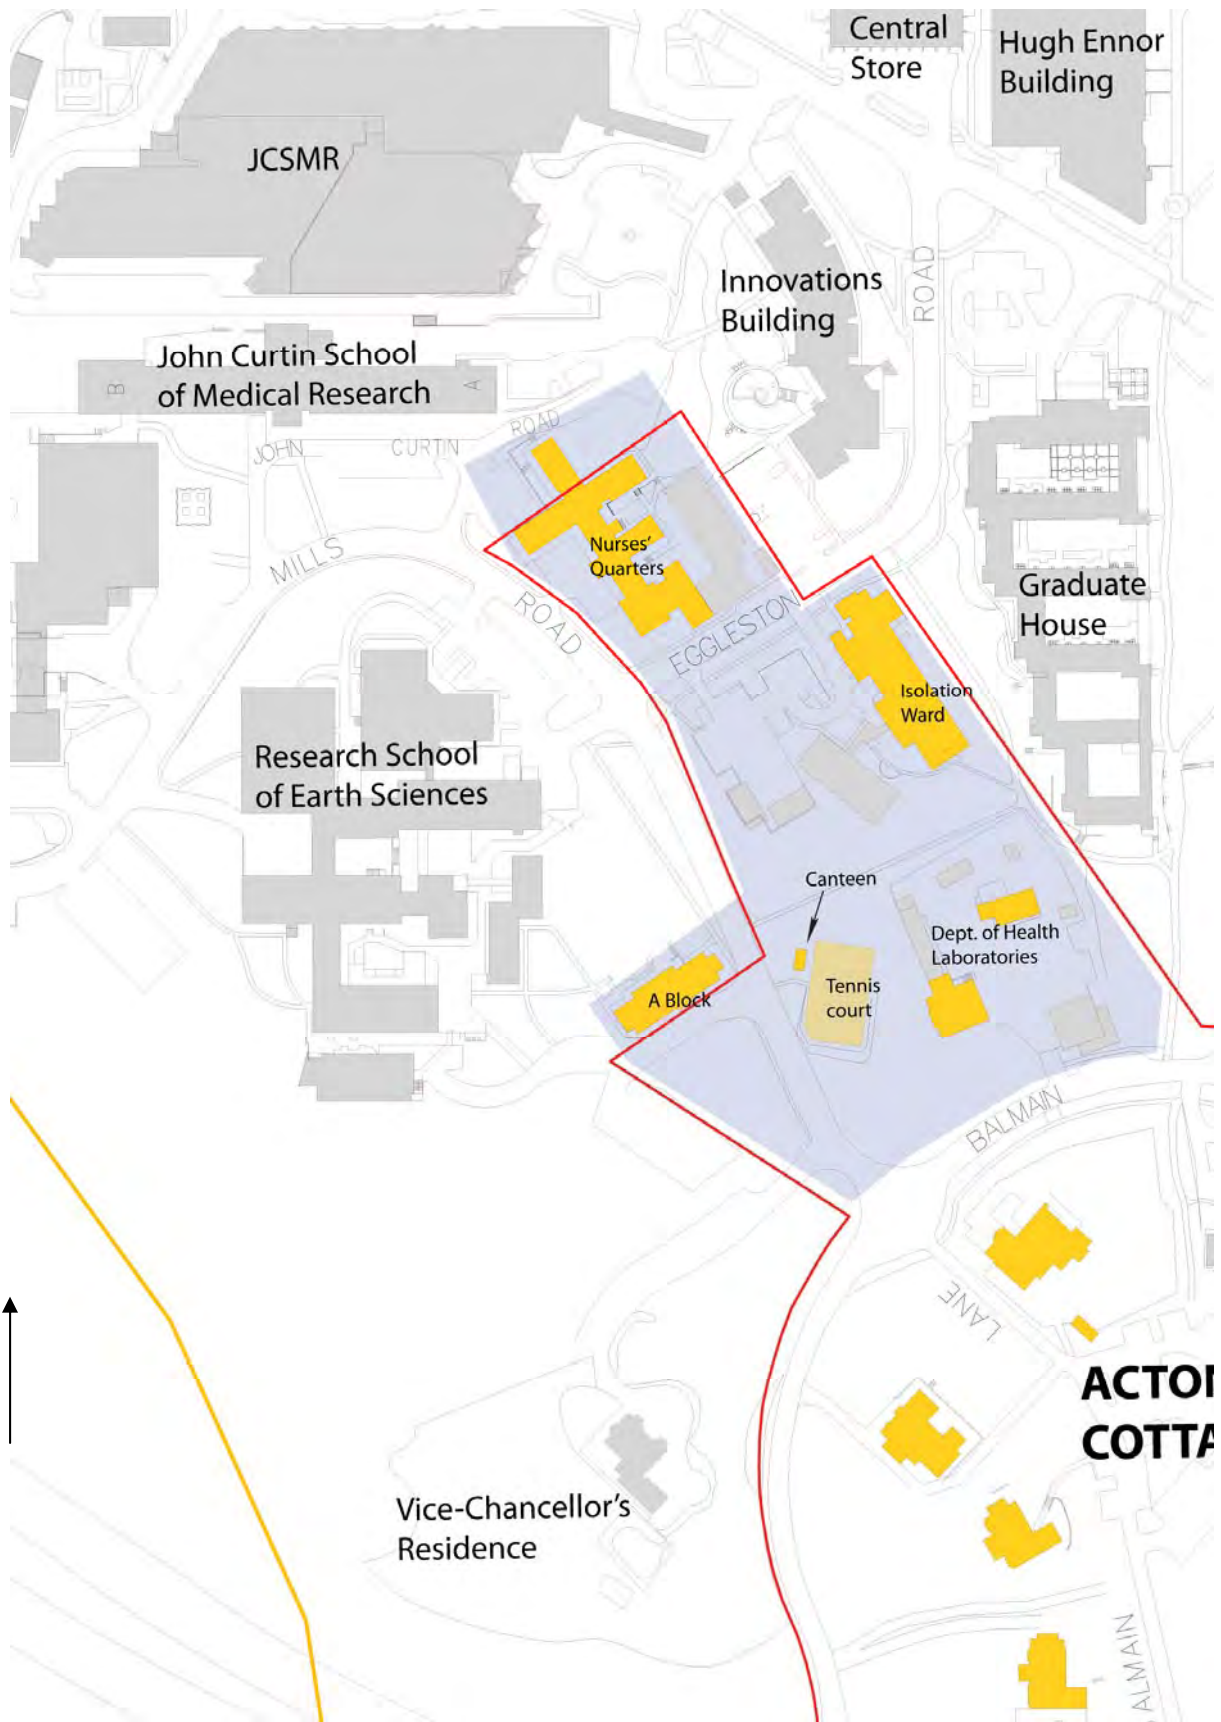 Central
Store
Hugh Ennor
Building
JCSMR
Innovations
Building
ROAD
John Curtin School
of Medical Research
B
A
JOHN
CURTIN
ROAD
MILLS
ROAD
Nurses'
Quarters
EGGLESTON
Graduate
House
Isolation
Ward
Research School
of Earth Sciences
Canteen
Dept. of Health
Laboratories
A Block
Tennis
court
BALMAIN
LANE
ACTON
COTTA
Vice-Chancellor's
Residence
ALMAIN